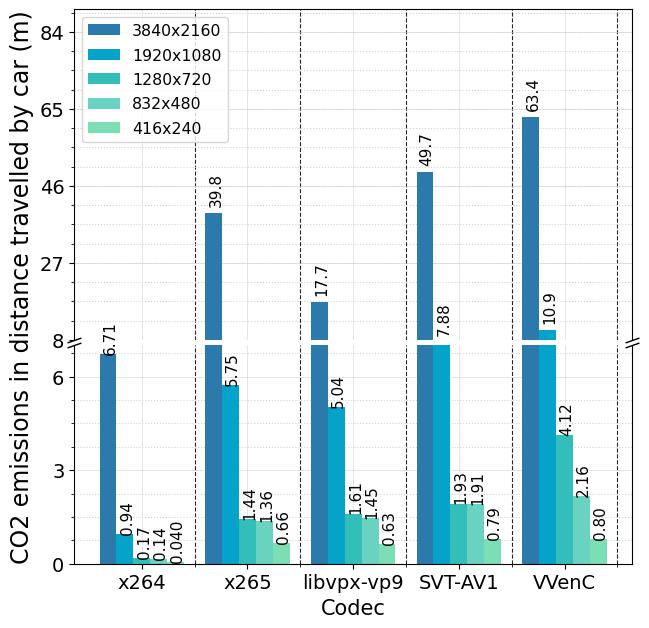 CO2 emissions in distance travelled by car (m)
84
65
46
27
8
6
3
0
3840x2160
1920x1080
1280x720
832x480
416x240
6.71
0.94
0.17
0.14
0.040
39.8
5.75
1.44
1.36
0.66
17.7
5.04
1.61
1.45
0.63
49.7
7.88
1.93
1.91
0.79
63.4
10.9
4.12
2.16
0.80
x264
x265
libvpx-vp9
SVT-AV1
VVenC
Codec